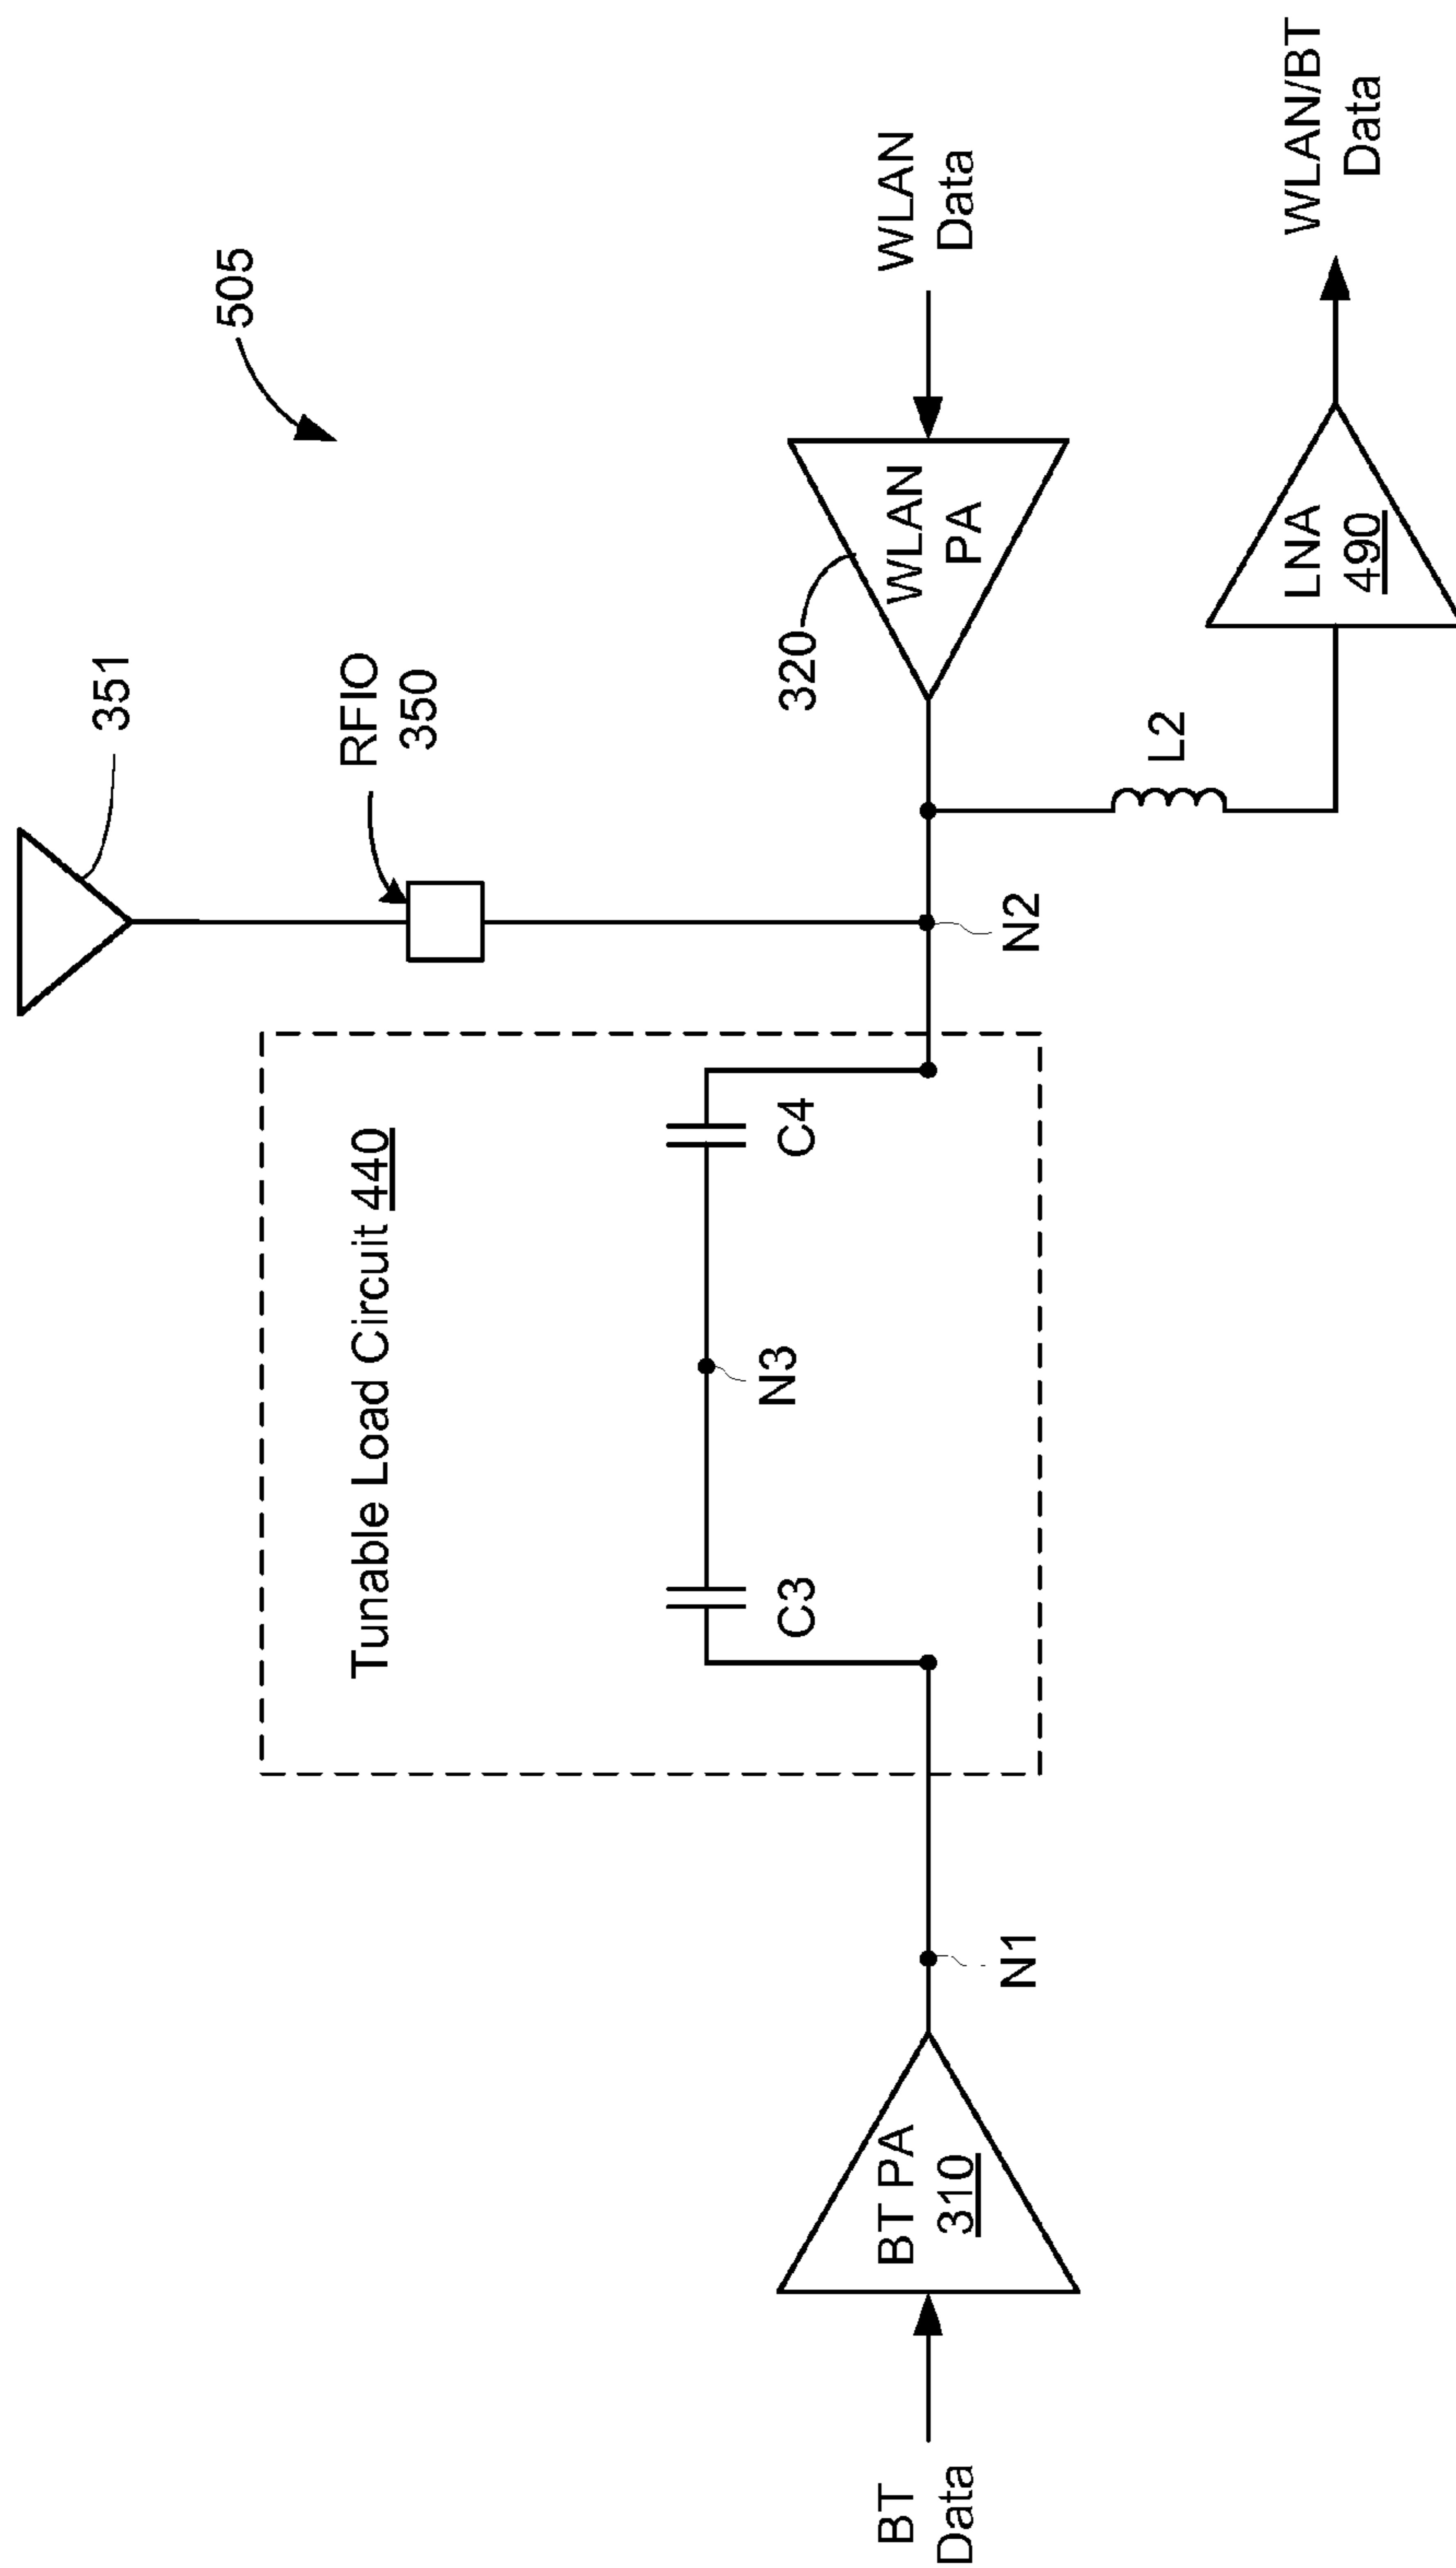 351
505
RFIO
350
Tunable Load Circuit 440
C3
C4
N3
320
BT
Data
BT PA
310
N1
N2
WLAN
PA
WLAN
Data
L2
LNA
490
WLAN/BT
Data